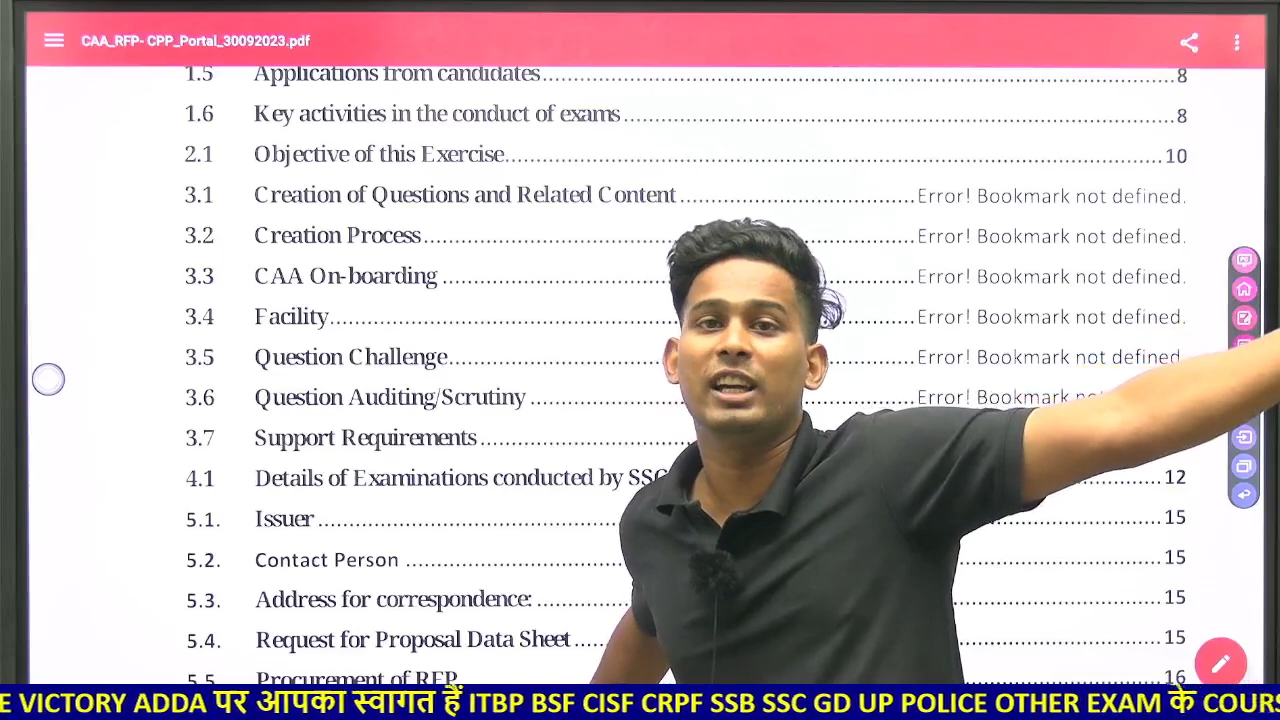 CAA_RFP- CPP_Portal_30092023.pdf
1.5 Applications from candidates 8
1.6 Key activities in the conduct of exams 8
2.1 Objective of this Exercise 10
3.1 Creation of Questions and Related Content Error! Bookmark not defined.
3.2 Creation Process Error! Bookmark not defined.
3.3 CAA On-boarding Error! Bookmark not defined.
3.4 Facility Error! Bookmark not defined.
3.5 Question Challenge Error! Bookmark not defined.
3.6 Question Auditing/Scrutiny Error! Bookmark
3.7 Support Requirements
4.1 Details of Examinations conducted by SSC 12
5.1. Issuer 15
5.2. Contact Person 15
5.3. Address for correspondence: 15
5.4. Request for Proposal Data Sheet 15
5.5 Procurement of RFP 16
E VICTORY ADDA पर आपका स्वागत हैं ITBP BSF CISF CRPF SSB SSC GD UP POLICE OTHER EXAM के COURS